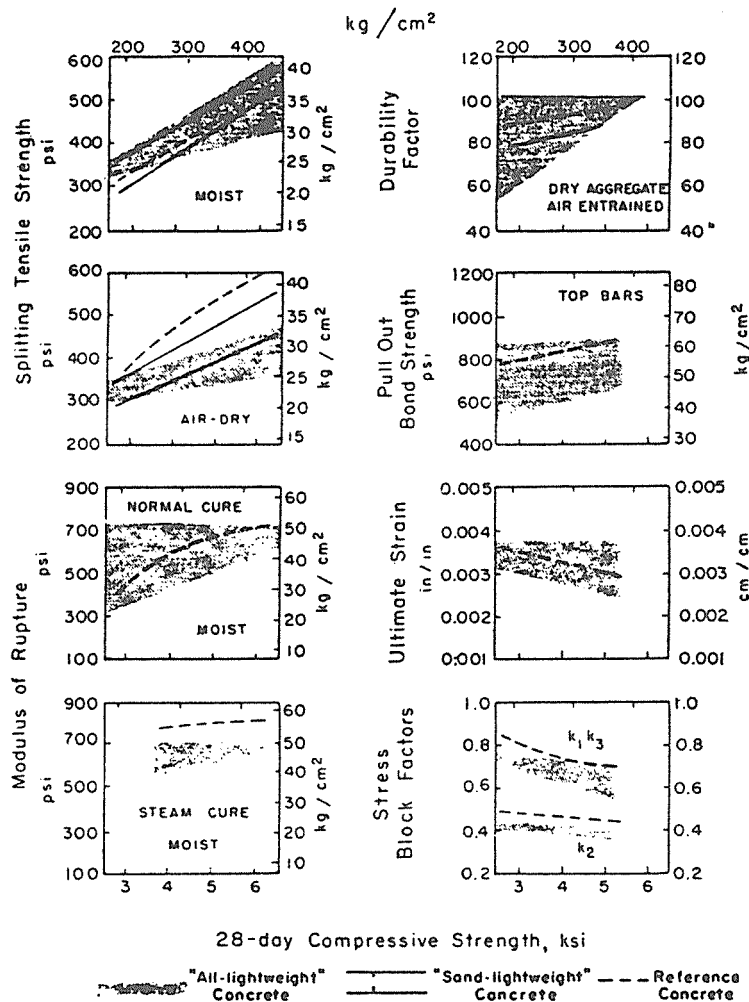 kg/cm²
200 300 400
200 300 400
600
500
400
300
200
Splitting Tensile Strength
psi
40
35
30
25
20
15
kg/cm²
MOIST
120
100
80
60
40
Durability
Factor
120
100
80
60
40
DRY AGGREGATE
AIR ENTRAINED
600
500
400
300
200
psi
40
35
30
25
20
15
kg/cm²
AIR-DRY
1200
1000
800
600
400
Pull Out
Bond Strength
psi
80
70
60
50
40
30
kg/cm²
TOP BARS
900
700
500
300
100
Modulus of Rupture
psi
60
50
40
30
20
10
kg/cm²
NORMAL CURE
MOIST
0.005
0.004
0.003
0.002
0.001
Ultimate Strain
in/in
0.005
0.004
0.003
0.002
0.001
cm/cm
900
700
500
300
100
psi
60
50
40
30
20
10
kg/cm²
STEAM CURE
MOIST
3 4 5 6
1.0
0.8
0.6
0.4
0.2
Stress
Block Factors
1.0
0.8
0.6
0.4
0.2
k₁k₃
k₂
3 4 5 6
28-day Compressive Strength, ksi
"All-lightweight" Concrete
"Sand-lightweight" Concrete
Reference Concrete